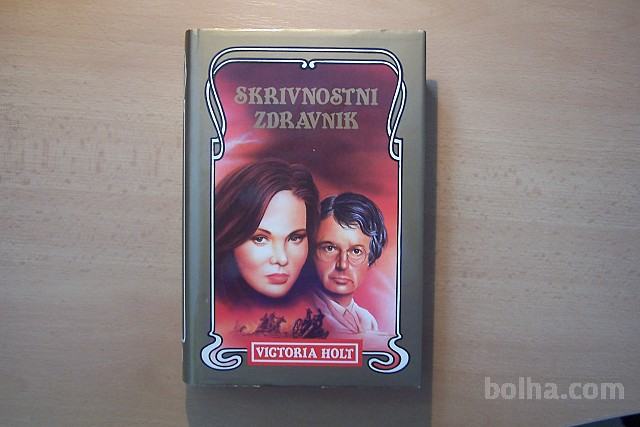 SKRIVNOSTNI
ZDRAVNIK
VICTORIA HOLT
bolha.com